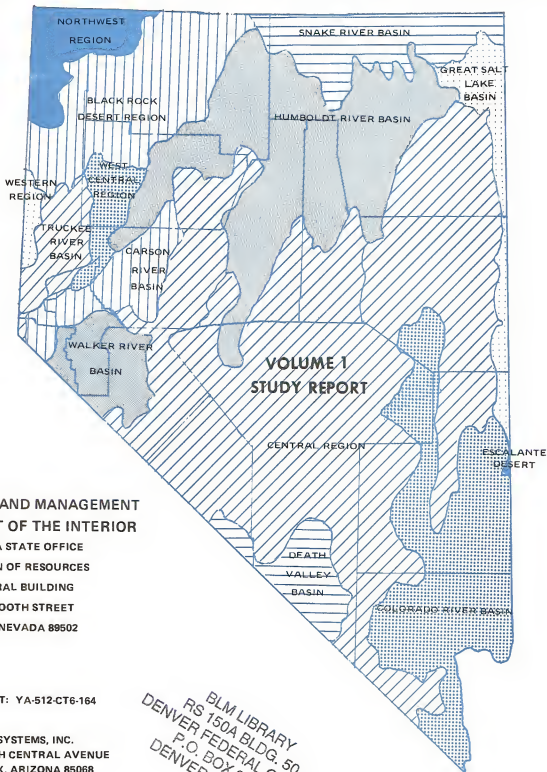 NORTHWEST
REGION
SNAKE RIVER BASIN
GREAT SALT
LAKE
BASIN
BLACK ROCK
DESERT REGION
HUMBOLDT RIVER BASIN
WEST
CENTRAL
REGION
WESTERN
REGION
TRUCKEE
RIVER
BASIN
CARSON
RIVER
BASIN
WALKER RIVER
BASIN
VOLUME 1
STUDY REPORT
CENTRAL REGION
ESCALANTE
DESERT
DEATH
VALLEY
BASIN
COLORADO RIVER BASIN
AND MANAGEMENT
OF THE INTERIOR
STATE OFFICE
OF RESOURCES
BUILDING
STREET
NEVADA 89502
YA-512-CT6-164
SYSTEMS, INC.
CENTRAL AVENUE
ARIZONA 85068
BLM LIBRARY
RS 150A BLDG. 50
DENVER FEDERAL
P.O. BOX
DENVER